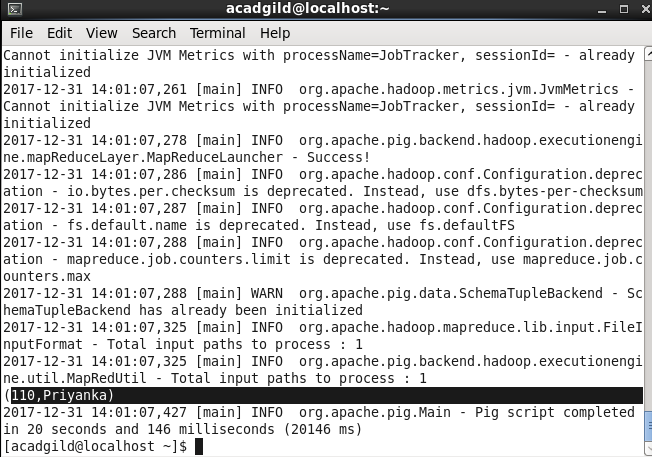 acadgild@localhost:~
File Edit View Search Terminal Help
Cannot initialize JVM Metrics with processName=JobTracker, sessionId= - already
initialized
2017-12-31 14:01:07,261 [main] INFO  org.apache.hadoop.metrics.jvm.JvmMetrics -
Cannot initialize JVM Metrics with processName=JobTracker, sessionId= - already
initialized
2017-12-31 14:01:07,278 [main] INFO  org.apache.pig.backend.hadoop.executionengi
ne.mapReduceLayer.MapReduceLauncher - Success!
2017-12-31 14:01:07,286 [main] INFO  org.apache.hadoop.conf.Configuration.deprec
ation - io.bytes.per.checksum is deprecated. Instead, use dfs.bytes-per-checksum
2017-12-31 14:01:07,287 [main] INFO  org.apache.hadoop.conf.Configuration.deprec
ation - fs.default.name is deprecated. Instead, use fs.defaultFS
2017-12-31 14:01:07,288 [main] INFO  org.apache.hadoop.conf.Configuration.deprec
ation - mapreduce.job.counters.limit is deprecated. Instead, use mapreduce.job.c
ounters.max
2017-12-31 14:01:07,288 [main] WARN  org.apache.pig.data.SchemaTupleBackend - Sc
hemaTupleBackend has already been initialized
2017-12-31 14:01:07,325 [main] INFO  org.apache.hadoop.mapreduce.lib.input.FileI
nputFormat - Total input paths to process : 1
2017-12-31 14:01:07,325 [main] INFO  org.apache.pig.backend.hadoop.executionengi
ne.util.MapRedUtil - Total input paths to process : 1
(110,Priyanka)
2017-12-31 14:01:07,427 [main] INFO  org.apache.pig.Main - Pig script completed
in 20 seconds and 146 milliseconds (20146 ms)
[acadgild@localhost ~]$